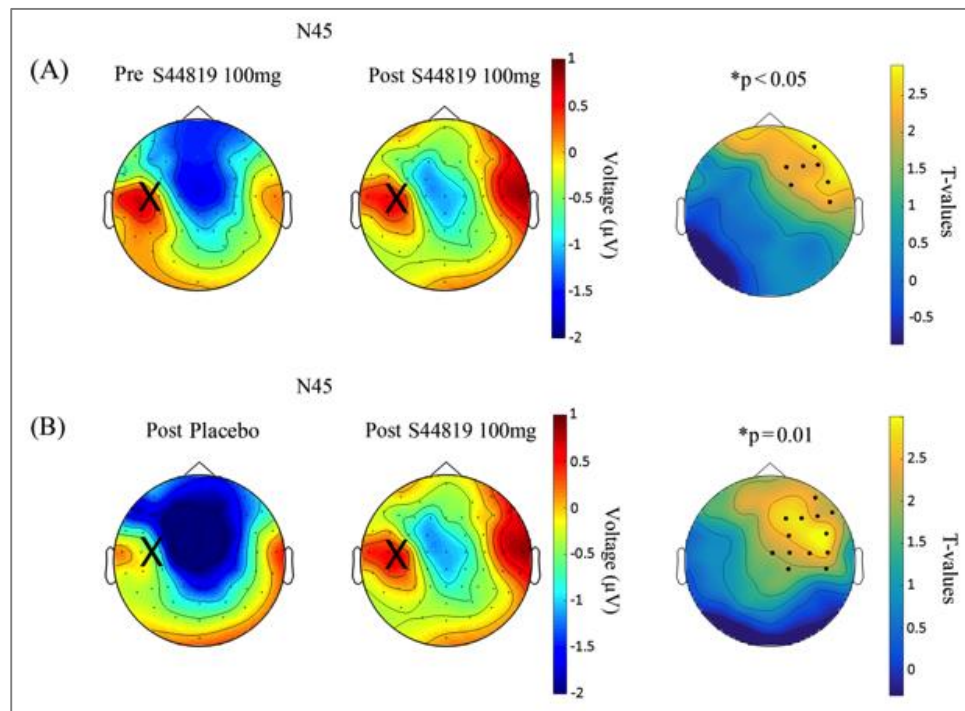 N45
(A)
Pre S44819 100mg
Post S44819 100mg
*p<0.05
X
X
1
0.5
0
-0.5
-1
-1.5
-2
Voltage (µV)
2.5
2
1.5
1
0.5
0
-0.5
T-values
N45
(B)
Post Placebo
Post S44819 100mg
*p=0.01
X
X
1
0.5
0
-0.5
-1
-1.5
-2
Voltage (µV)
2.5
2
1.5
1
0.5
0
T-values